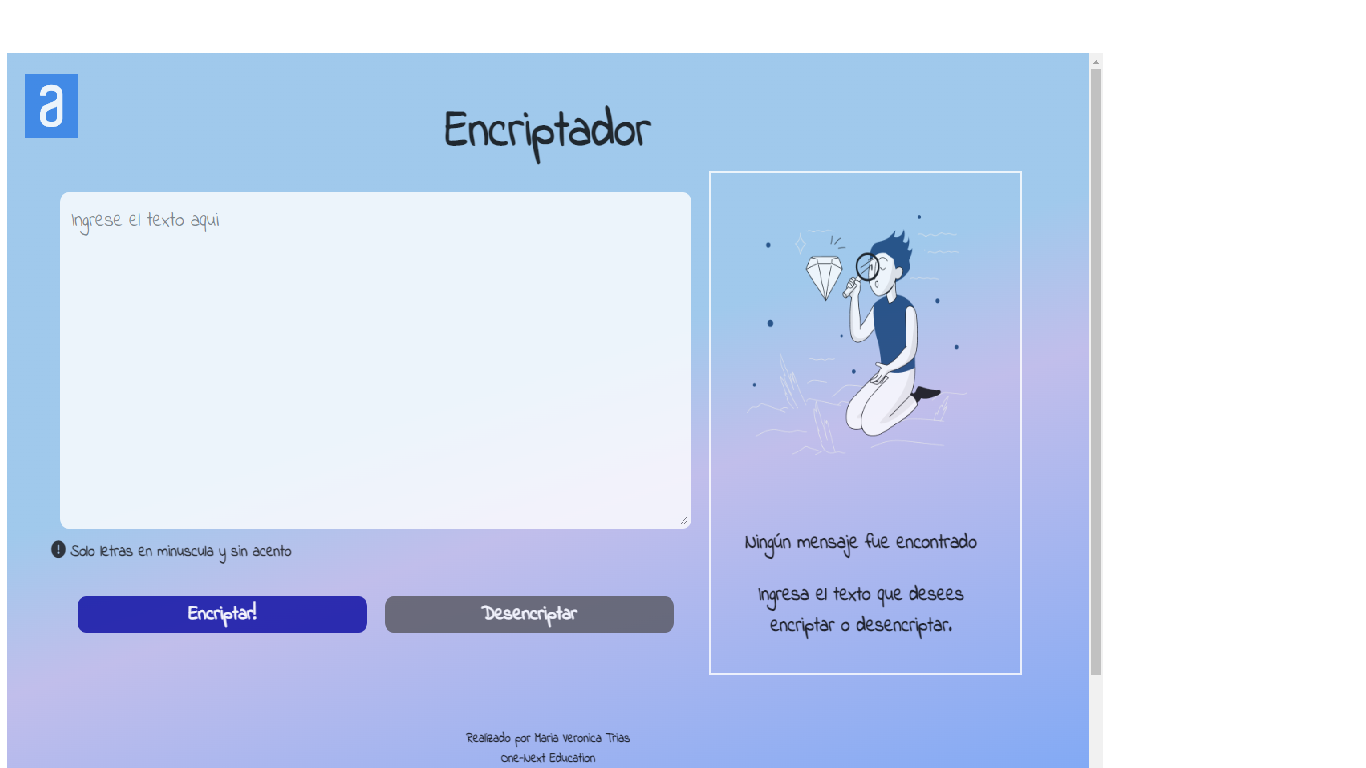 a
Encriptador
Ingrese el texto aqui
Solo letras en minuscula y sin acento
Encriptar!
Desencriptar
Ningún mensaje fue encontrado
Ingresa el texto que desees
encriptar o desencriptar.
Realizado por Maria Veronica Trias
One-Next Education